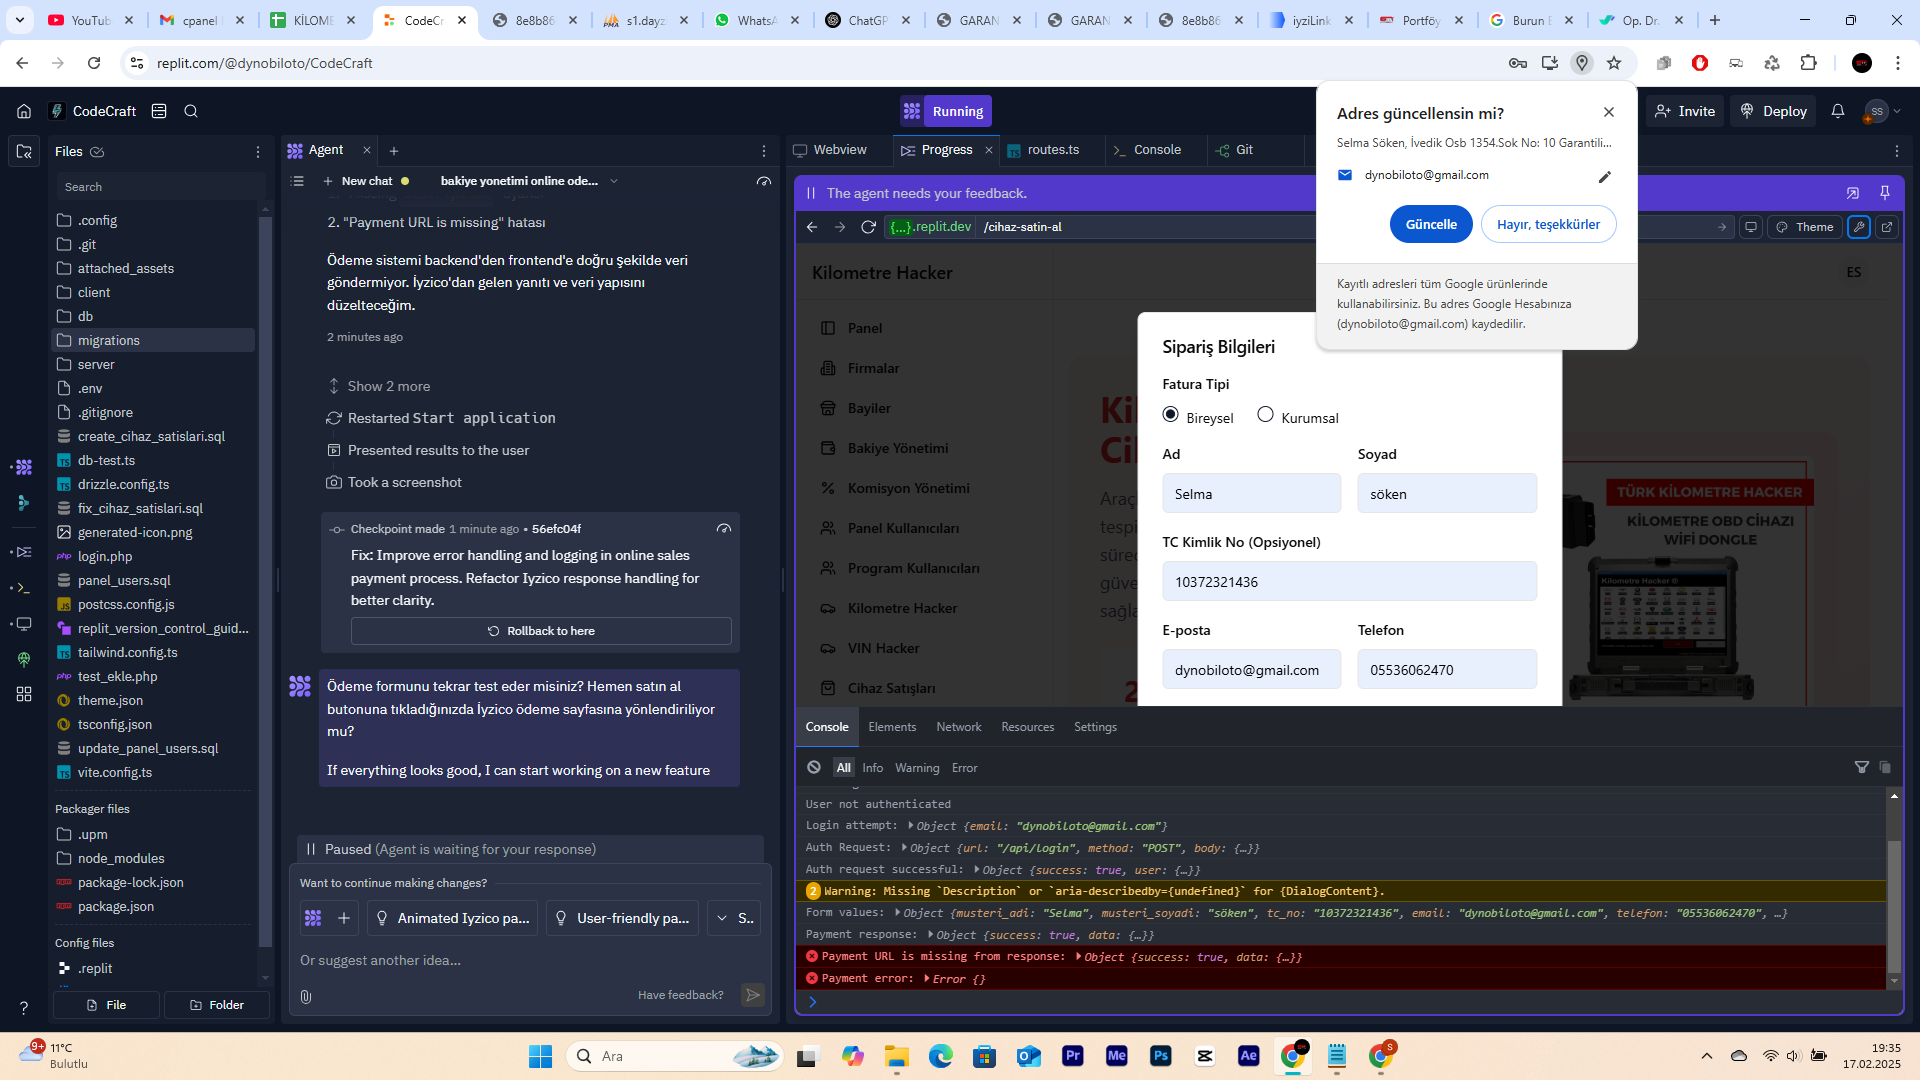 YouTub
cpanel
KİLOME
CodeCr
8e8b86
s1.dayz
WhatsA
ChatGP
GARAN
GARAN
8e8b86
iyziLink
Portföy
Burun E
Op. Dr.
replit.com/@dynobiloto/CodeCraft
CodeCraft
Running
Invite
Deploy
SS
Adres güncellensin mi?
Selma Söken, İvedik Osb 1354.Sok No: 10 Garantili...
dynobiloto@gmail.com
Güncelle
Hayır, teşekkürler
Kayıtlı adresleri tüm Google ürünlerinde
kullanabilirsiniz. Bu adres Google Hesabınıza
(dynobiloto@gmail.com) kaydedilir.
Files
Search
.config
.git
attached_assets
client
db
migrations
server
.env
.gitignore
create_cihaz_satislari.sql
db-test.ts
drizzle.config.ts
fix_cihaz_satislari.sql
generated-icon.png
login.php
panel_users.sql
postcss.config.js
replit_version_control_guid...
tailwind.config.ts
test_ekle.php
theme.json
tsconfig.json
update_panel_users.sql
vite.config.ts
Packager files
.upm
node_modules
package-lock.json
package.json
Config files
.replit
File
Folder
Agent
New chat
bakiye yonetimi online ode...
2. "Payment URL is missing" hatası
Ödeme sistemi backend'den frontend'e doğru şekilde veri
göndermiyor. İyzico'dan gelen yanıtı ve veri yapısını
düzelteceğim.
2 minutes ago
Show 2 more
Restarted Start application
Presented results to the user
Took a screenshot
Checkpoint made 1 minute ago • 56efc04f
Fix: Improve error handling and logging in online sales
payment process. Refactor Iyzico response handling for
better clarity.
Rollback to here
Ödeme formunu tekrar test eder misiniz? Hemen satın al
butonuna tıkladığınızda İyzico ödeme sayfasına yönlendiriliyor
mu?
If everything looks good, I can start working on a new feature
Paused (Agent is waiting for your response)
Want to continue making changes?
Animated Iyzico pa...
User-friendly pa...
S..
Or suggest another idea...
Have feedback?
Webview
Progress
routes.ts
Console
Git
The agent needs your feedback.
{...}.replit.dev
/cihaz-satin-al
Theme
Kilometre Hacker
ES
Panel
Firmalar
Bayiler
Bakiye Yönetimi
Komisyon Yönetimi
Panel Kullanıcıları
Program Kullanıcıları
Kilometre Hacker
VIN Hacker
Cihaz Satışları
Ki
Ci
Araç
tespi
süre
güve
sağla
2
Sipariş Bilgileri
Fatura Tipi
Bireysel
Kurumsal
Ad
Soyad
Selma
söken
TC Kimlik No (Opsiyonel)
10372321436
E-posta
Telefon
dynobiloto@gmail.com
05536062470
TÜRK KİLOMETRE HACKER
KİLOMETRE OBD CİHAZI
WİFİ DONGLE
Kilometre Hacker ®
Console
Elements
Network
Resources
Settings
All
Info
Warning
Error
User not authenticated
Login attempt: Object {email: "dynobiloto@gmail.com"}
Auth Request: Object {url: "/api/login", method: "POST", body: {…}}
Auth request successful: Object {success: true, user: {…}}
2 Warning: Missing `Description` or `aria-describedby={undefined}` for {DialogContent}.
Form values: Object {musteri_adi: "Selma", musteri_soyadi: "söken", tc_no: "10372321436", email: "dynobiloto@gmail.com", telefon: "05536062470", …}
Payment response: Object {success: true, data: {…}}
Payment URL is missing from response: Object {success: true, data: {…}}
Payment error: Error {}
9+
11°C
Bulutlu
Ara
Pr
Me
Ps
Ae
S
19:35
17.02.2025